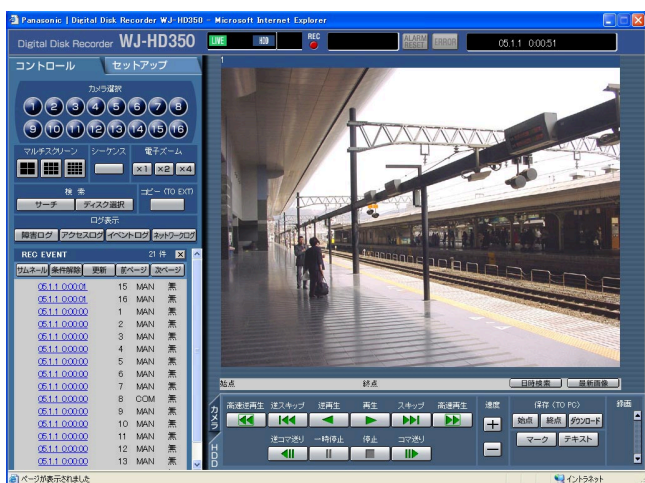 Panasonic | Digital Disk Recorder WJ-HD350 - Microsoft Internet Explorer
Digital Disk Recorder WJ-HD350
LIVE HDD REC ALARM RESET ERROR 05.1.1 0:00:51
コントロール セットアップ
1
カメラ選択
1 2 3 4 5 6 7 8
9 10 11 12 13 14 15 16
マルチスクリーン シーケンス 電子ズーム
×1 ×2 ×4
検 索 コピー (TO EXT)
サーチ ディスク選択
ログ表示
障害ログ アクセスログ イベントログ ネットワークログ
REC EVENT 21 件
サムネール 条件解除 更新 前ページ 次ページ
05.1.1 0:00:01 15 MAN 無
05.1.1 0:00:01 16 MAN 無
05.1.1 0:00:00 1 MAN 無
05.1.1 0:00:00 2 MAN 無
05.1.1 0:00:00 3 MAN 無
05.1.1 0:00:00 4 MAN 無
05.1.1 0:00:00 5 MAN 無
05.1.1 0:00:00 6 MAN 無
05.1.1 0:00:00 7 MAN 無
05.1.1 0:00:00 8 COM 無
05.1.1 0:00:00 9 MAN 無
05.1.1 0:00:00 10 MAN 無
05.1.1 0:00:00 11 MAN 無
05.1.1 0:00:00 12 MAN 無
05.1.1 0:00:00 13 MAN 無
始点 終点 日時検索 最新画像
カメラ
HDD
高速逆再生 逆スキップ 逆再生 再生 スキップ 高速再生 速度 保存 (TO PC) 録画
始点 終点 ダウンロード
逆コマ送り 一時停止 停止 コマ送り
マーク テキスト
ページが表示されました イントラネット